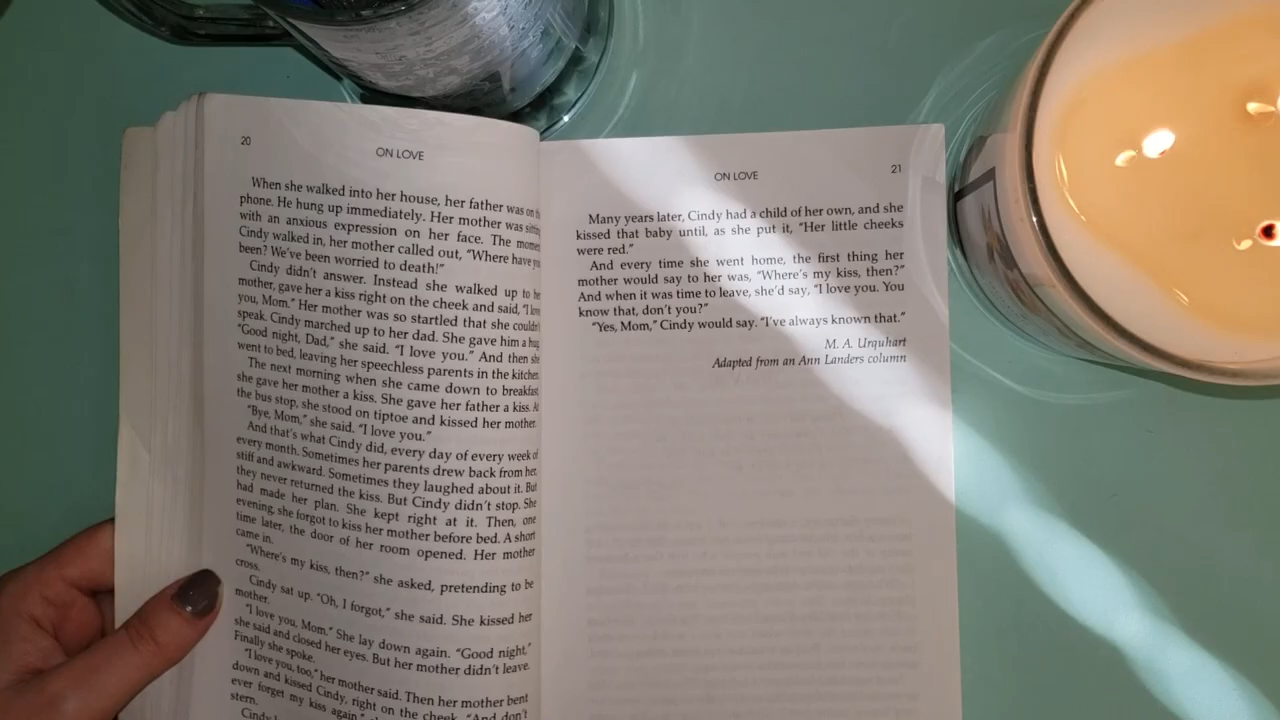 20
ON LOVE
When she walked into her house, her father was on
phone. He hung up immediately. Her mother was
with an anxious expression on her face. The
Cindy walked in, her mother called out, “Where have
been? We’ve been worried to death!”
Cindy didn’t answer. Instead she walked up to
mother, gave her a kiss right on the cheek and said, “I
you, Mom.” Her mother was so startled that she
speak. Cindy marched up to her dad. She gave him a
“Good night, Dad,” she said. “I love you.” And then
went to bed, leaving her speechless parents in the kitchen.
The next morning when she came down to breakfast,
she gave her mother a kiss. She gave her father a kiss. At
the bus stop, she stood on tiptoe and kissed her mother.
“Bye, Mom,” she said. “I love you.”
And that’s what Cindy did, every day of every week of
every month. Sometimes her parents drew back from her,
stiff and awkward. Sometimes they laughed about it. But
they never returned the kiss. But Cindy didn’t stop. She
had made her plan. She kept right at it. Then, one
evening, she forgot to kiss her mother before bed. A short
time later, the door of her room opened. Her mother
came in.
“Where’s my kiss, then?” she asked, pretending to be
cross.
Cindy sat up. “Oh, I forgot,” she said. She kissed her
mother.
“I love you, Mom.” She lay down again. “Good night,”
she said and closed her eyes. But her mother didn’t leave.
Finally she spoke.
“I love you, too,” her mother said. Then her mother bent
down and kissed Cindy, right on the cheek. “And don’t
ever forget my kiss again,”
stern.
Cindy
ON LOVE
21
Many years later, Cindy had a child of her own, and she
kissed that baby until, as she put it, “Her little cheeks
were red.”
And every time she went home, the first thing her
mother would say to her was, “Where’s my kiss, then?”
And when it was time to leave, she’d say, “I love you. You
know that, don’t you?”
“Yes, Mom,” Cindy would say. “I’ve always known that.”
M. A. Urquhart
Adapted from an Ann Landers column